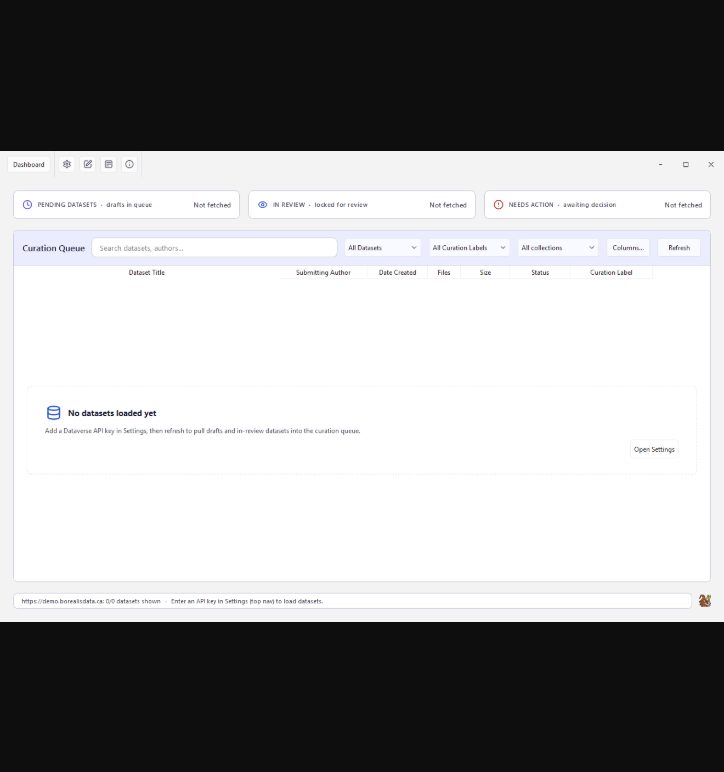 Dashboard
PENDING DATASETS - drafts in queue Not fetched
IN REVIEW - locked for review Not fetched
NEEDS ACTION - awaiting decision Not fetched
Curation Queue Search datasets, authors... All Datasets All Curation Labels All collections Columns... Refresh
Dataset Title Submitting Author Date Created Files Size Status Curation Label
No datasets loaded yet
Add a Dataverse API key in Settings, then refresh to pull drafts and in-review datasets into the curation queue.
Open Settings
https://demo.borealisdata.ca: 0/0 datasets shown - Enter an API key in Settings (top nav) to load datasets.